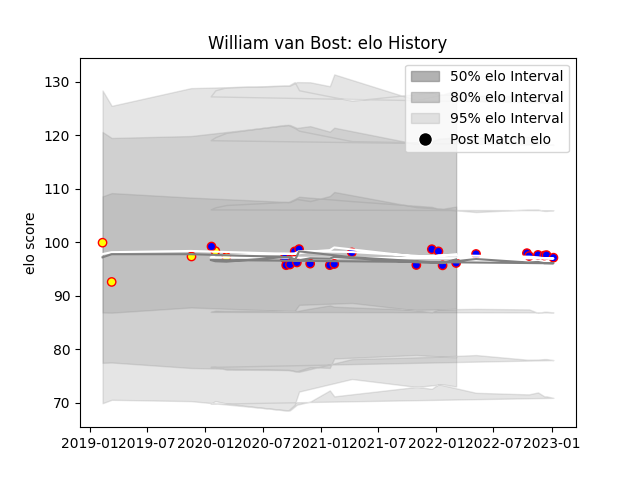 William van Bost: elo History
50% elo Interval
80% elo Interval
95% elo Interval
Post Match elo
elo score
130
120
110
100
90
80
70
2019-01 2019-07 2020-01 2020-07 2021-01 2021-07 2022-01 2022-07 2023-01